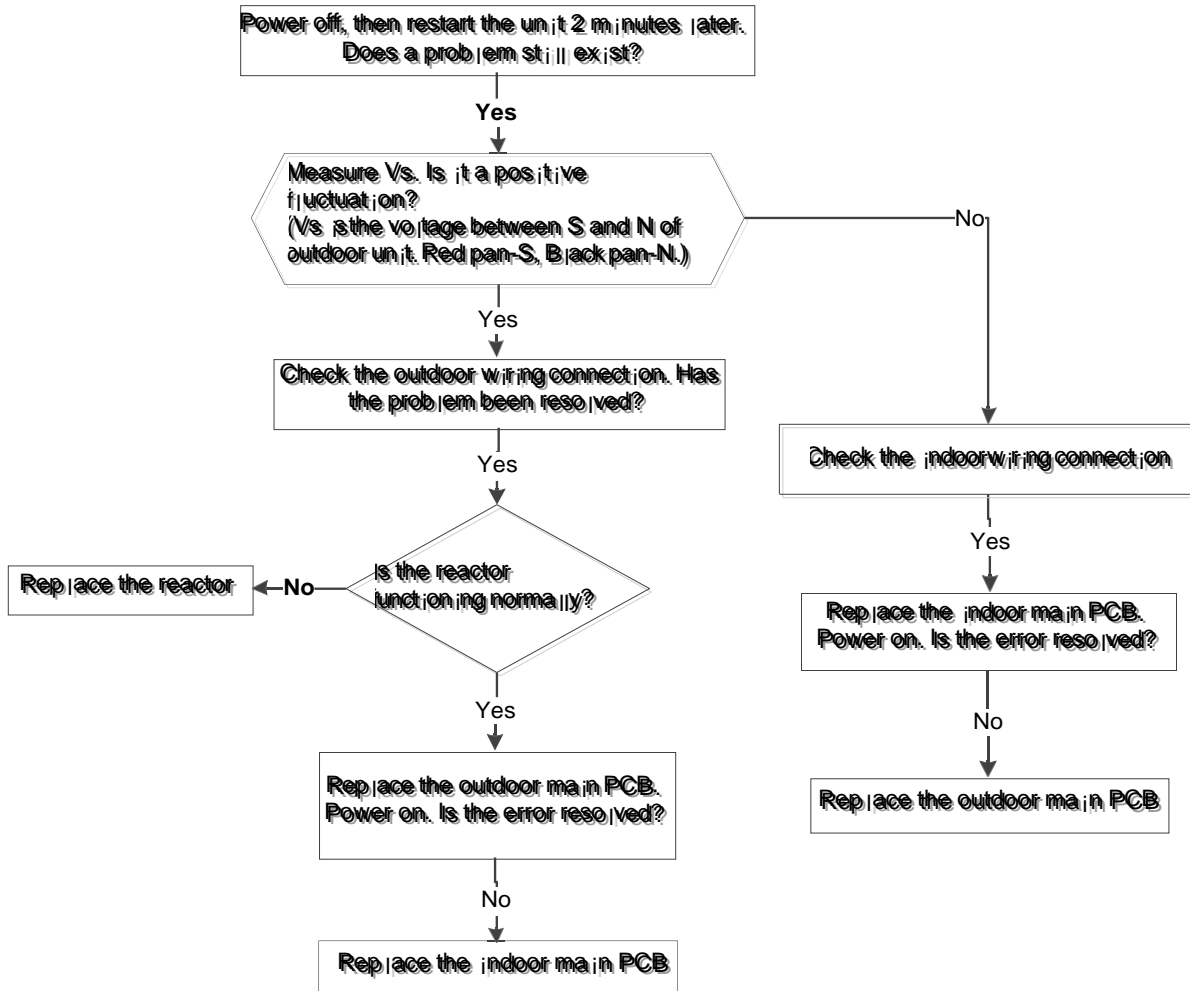 Power off, then restart the unit 2 minutes later.
Does a problem still exist?
Yes
Measure Vs. Is it a positive
fluctuation?
(Vs is the voltage between S and N of
outdoor unit. Red pan-S, Black pan-N.)
No
Yes
Check the outdoor wiring connection. Has
the problem been resolved?
Yes
Check the indoor wiring connection
Yes
Is the reactor
functioning normally?
No
Replace the reactor
Replace the indoor main PCB.
Power on. Is the error resolved?
Yes
No
Replace the outdoor main PCB.
Power on. Is the error resolved?
Replace the outdoor main PCB
No
Replace the indoor main PCB